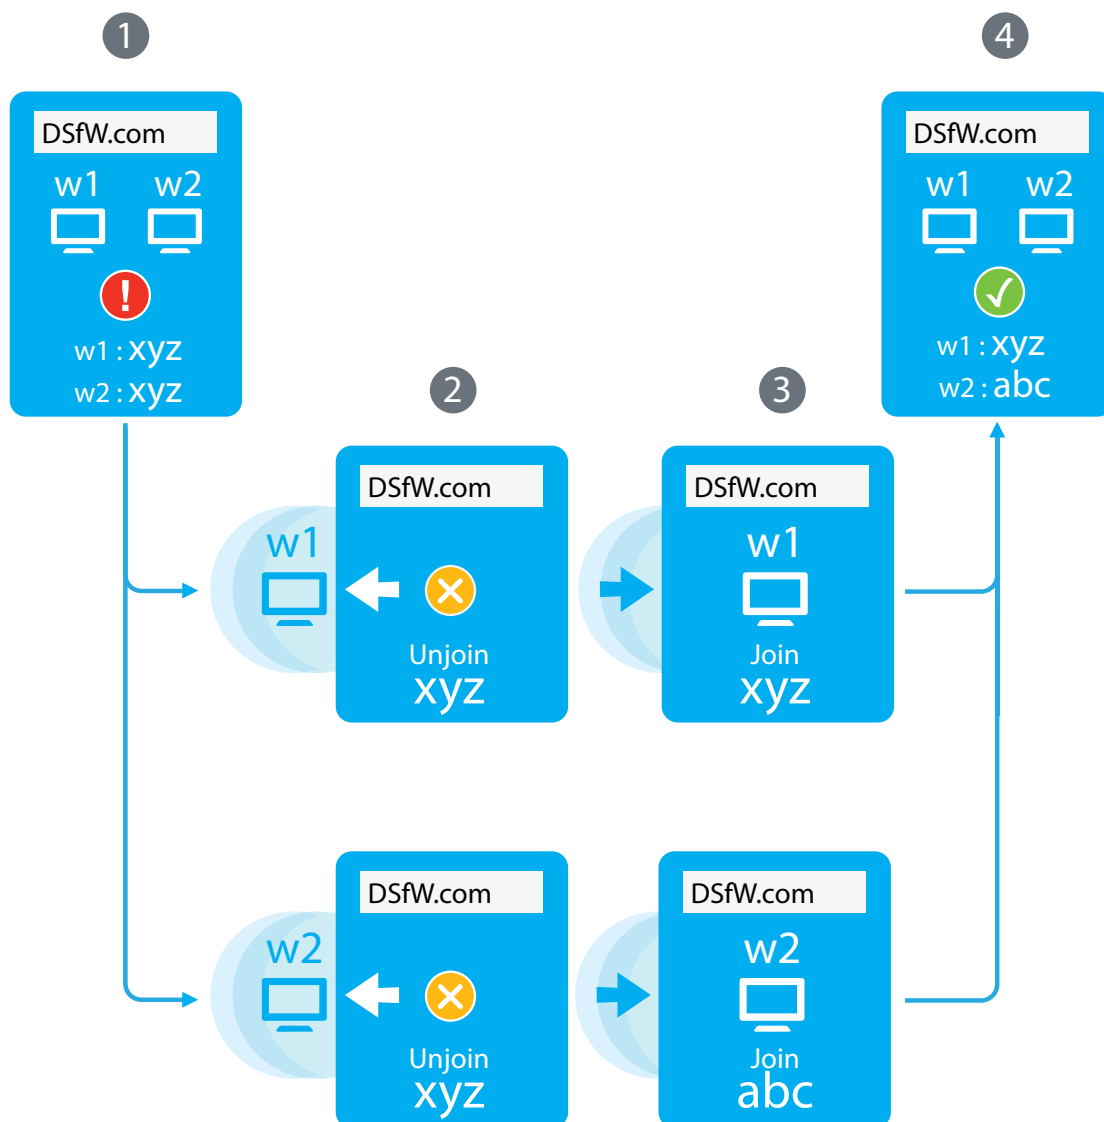 1
DSfW.com
w1 w2
!
w1 : xyz
w2 : xyz
2
DSfW.com
w1
Unjoin
xyz
3
DSfW.com
w1
Join
xyz
4
DSfW.com
w1 w2
w1 : xyz
w2 : abc
DSfW.com
w2
Unjoin
xyz
DSfW.com
w2
Join
abc